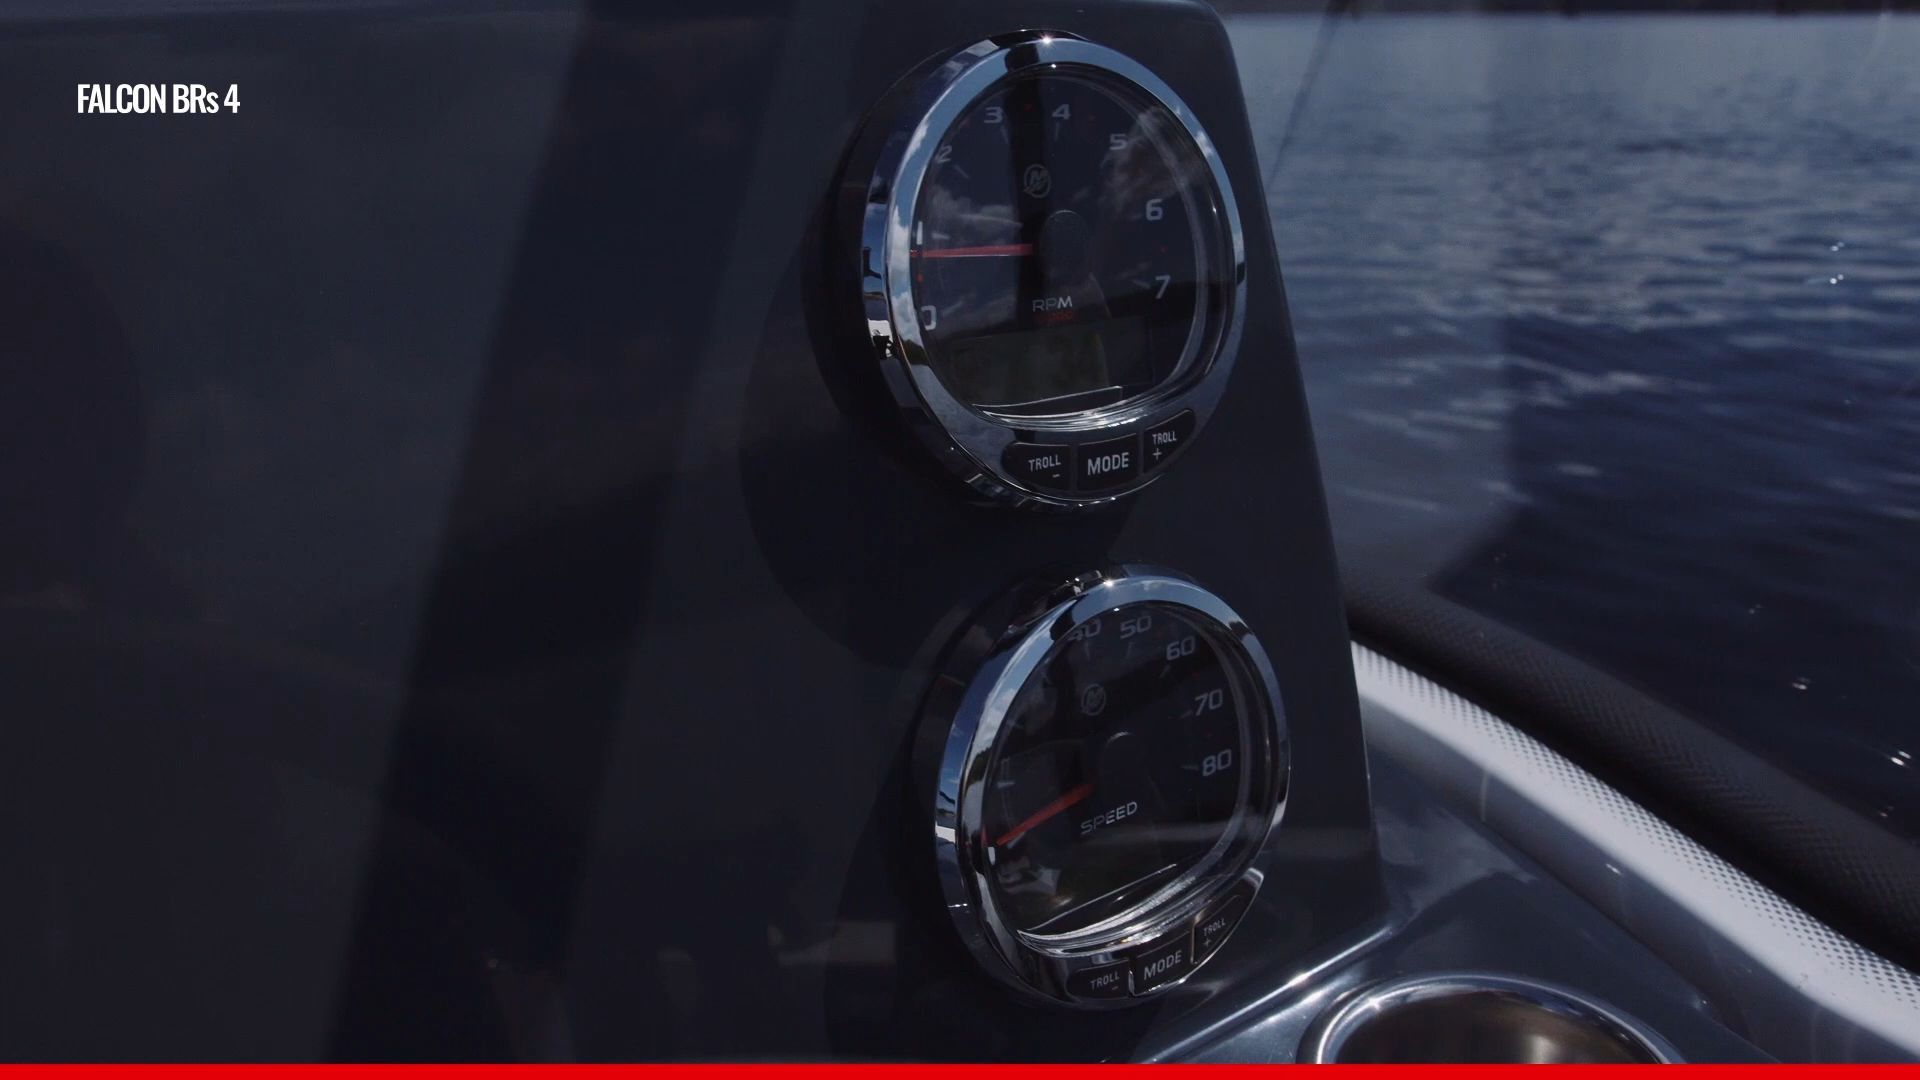 FALCON BRs 4
3 4
2 5
1 6
7
0
RPM
TROLL - MODE TROLL +
40 50
60
70
80
SPEED
TROLL - MODE TROLL +